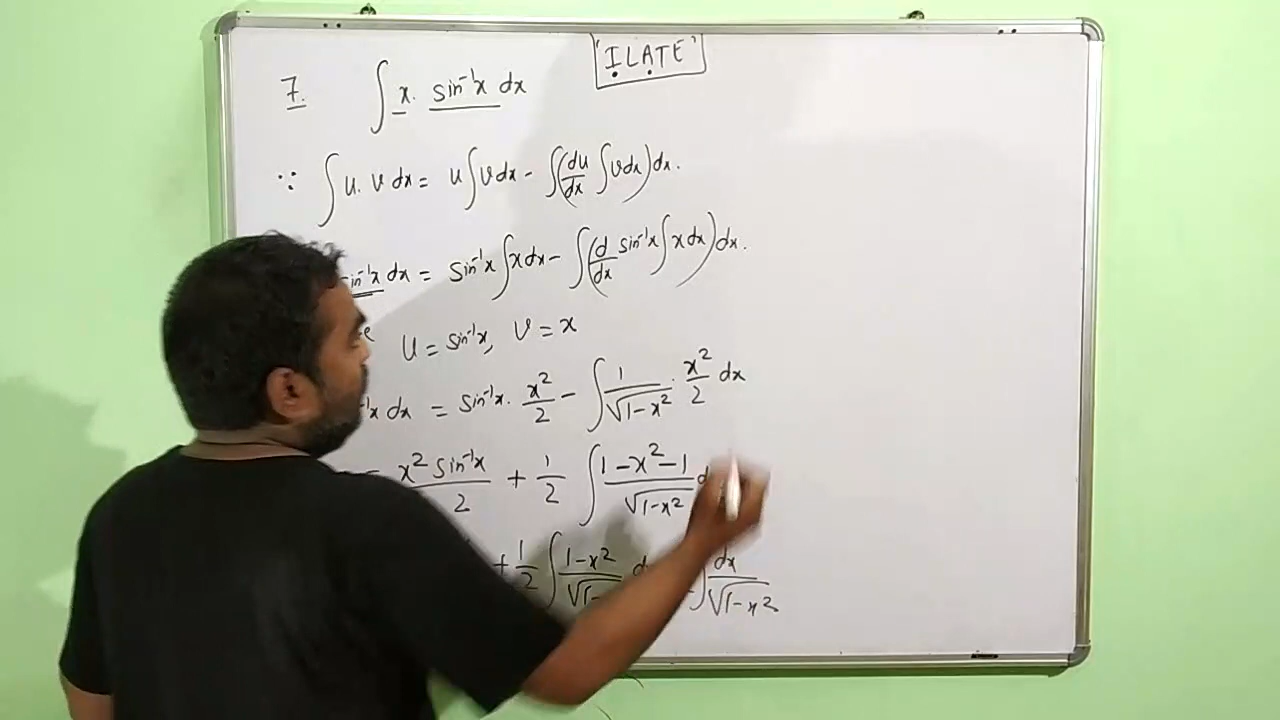 'ILATE'
7. ∫ x. sin⁻¹x dx
∵ ∫ u. v dx = u ∫ v dx - ∫ (du/dx ∫ v dx) dx.
in⁻¹x dx = sin⁻¹x ∫ x dx - ∫ (d/dx sin⁻¹x ∫ x dx) dx.
u = sin⁻¹x, v = x
⁻¹x dx = sin⁻¹x. x²/2 - ∫ 1/√1-x² . x²/2 dx
= x² sin⁻¹x/2 + 1/2 ∫ 1-x²-1/√1-x² d
+ 1/2 ∫ 1-x²/√1- d - ∫ dx/√1-x²